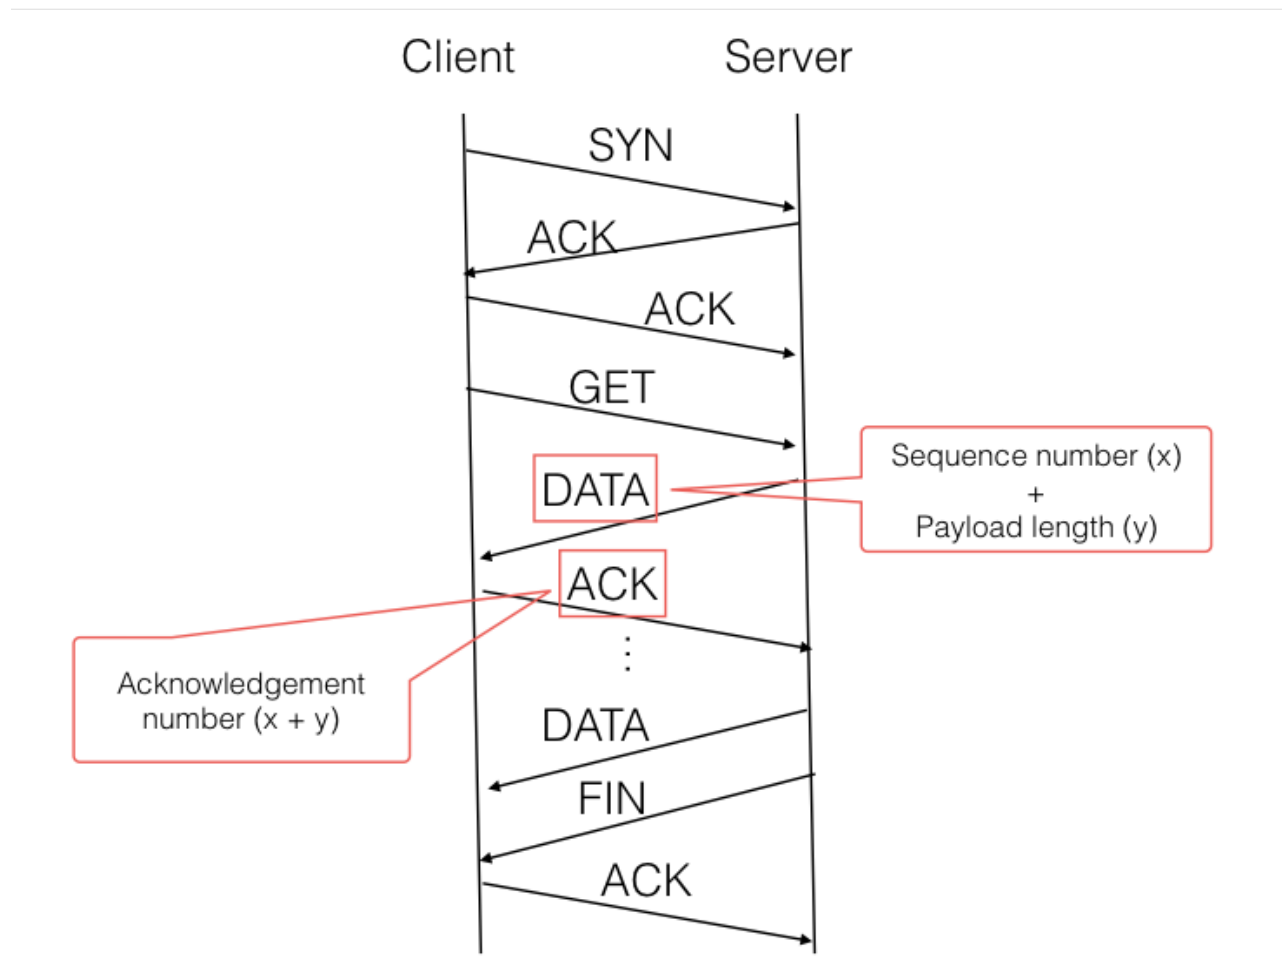 Client
Server
SYN
ACK
ACK
GET
DATA
Sequence number (x)
+
Payload length (y)
ACK
Acknowledgement
number (x + y)
DATA
FIN
ACK